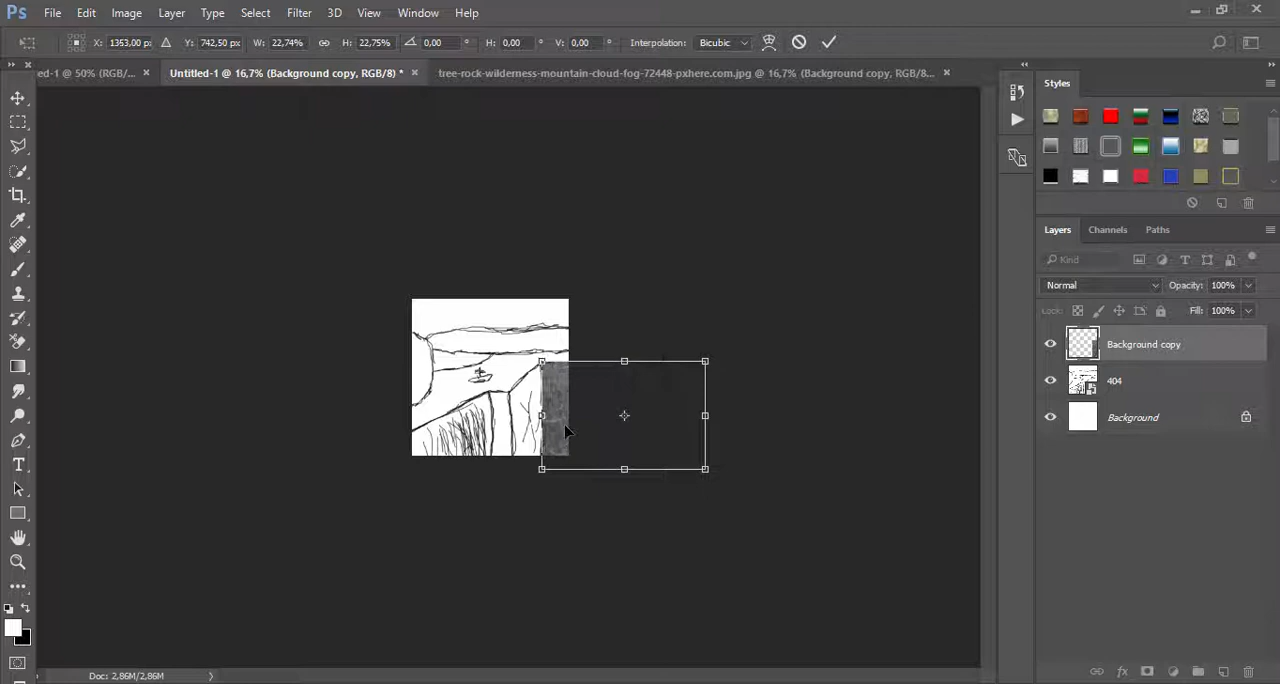 Ps File Edit Image Layer Type Select Filter 3D View Window Help
X: 1353,00 px Y: 742,50 px W: 22,74% H: 22,75% 0,00 ° H: 0,00 ° V: 0,00 ° Interpolation: Bicubic
ed-1 @ 50% (RGB/... × Untitled-1 @ 16,7% (Background copy, RGB/8) * × tree-rock-wilderness-mountain-cloud-fog-72448-pxhere.com.jpg @ 16,7% (Background copy, RGB/8... ×
Styles
Layers Channels Paths
Kind
Normal Opacity: 100%
Lock: Fill: 100%
Background copy
404
Background
Doc: 2,86M/2,86M